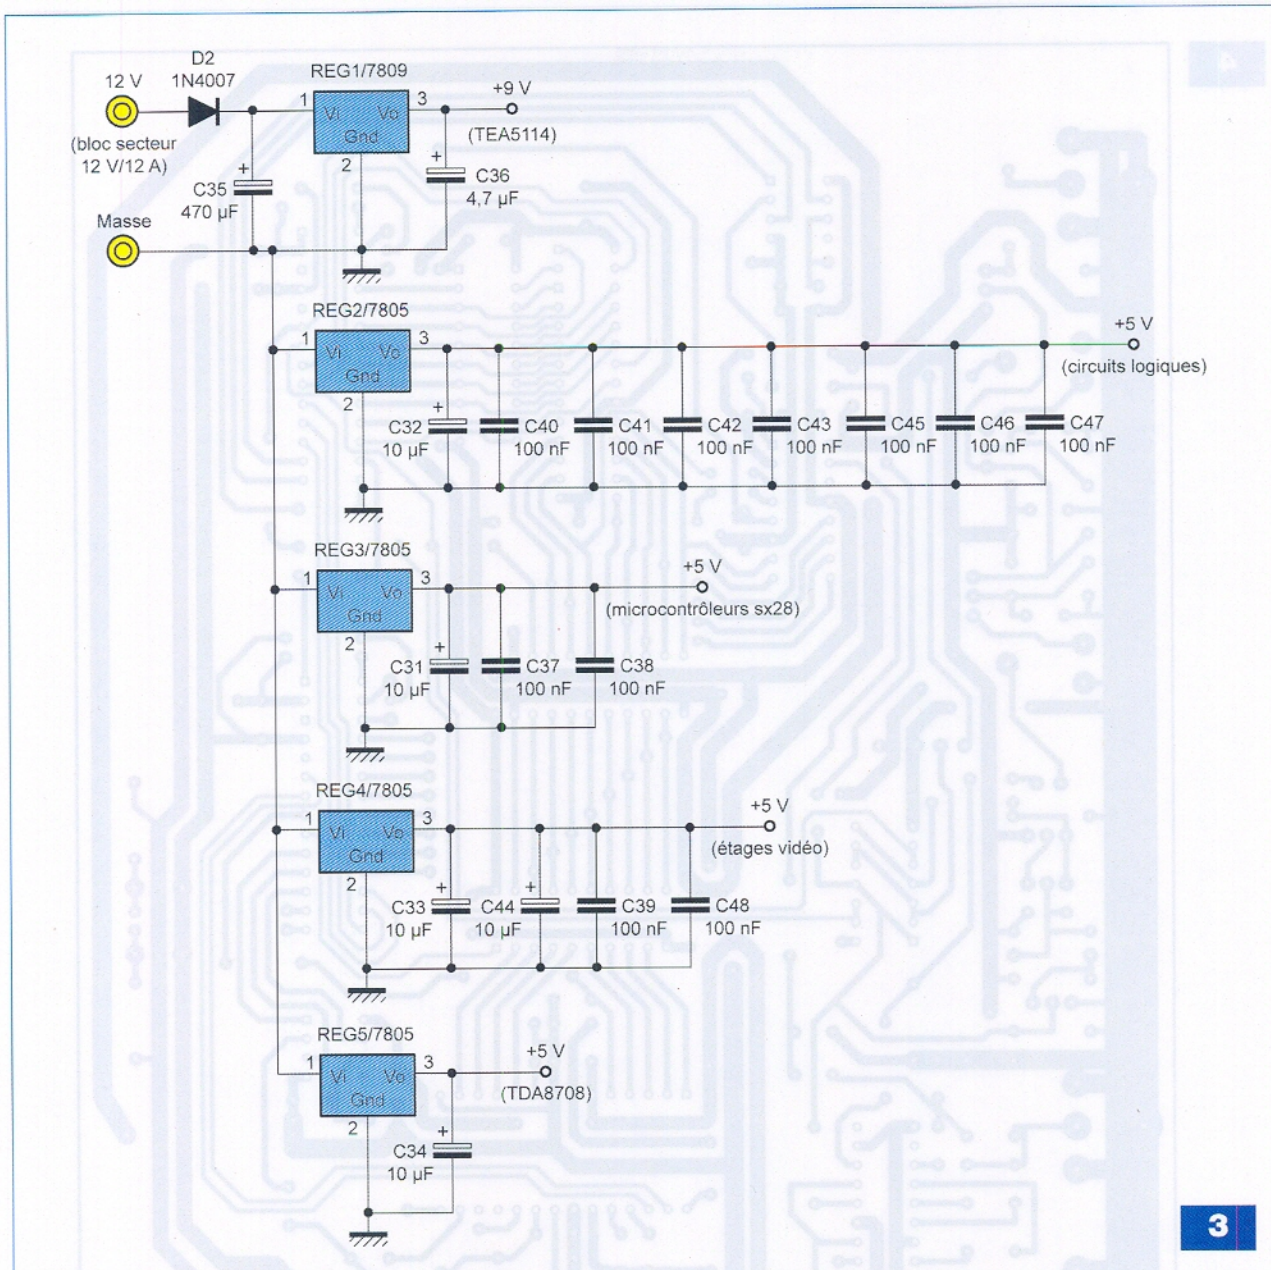 D2
1N4007
12 V
(bloc secteur
12 V/12 A)
Masse
REG1/7809
1
Vi
Vo
Gnd
3
2
+9 V
(TEA5114)
+
C35
470 µF
+
C36
4,7 µF
REG2/7805
1
Vi
Vo
Gnd
3
2
+5 V
(circuits logiques)
+
C32
10 µF
C40
100 nF
C41
100 nF
C42
100 nF
C43
100 nF
C45
100 nF
C46
100 nF
C47
100 nF
REG3/7805
1
Vi
Vo
Gnd
3
2
+5 V
(microcontrôleurs sx28)
+
C31
10 µF
C37
100 nF
C38
100 nF
REG4/7805
1
Vi
Vo
Gnd
3
2
+5 V
(étages vidéo)
+
C33
10 µF
+
C44
10 µF
C39
100 nF
C48
100 nF
REG5/7805
1
Vi
Vo
Gnd
3
2
+5 V
(TDA8708)
+
C34
10 µF
3